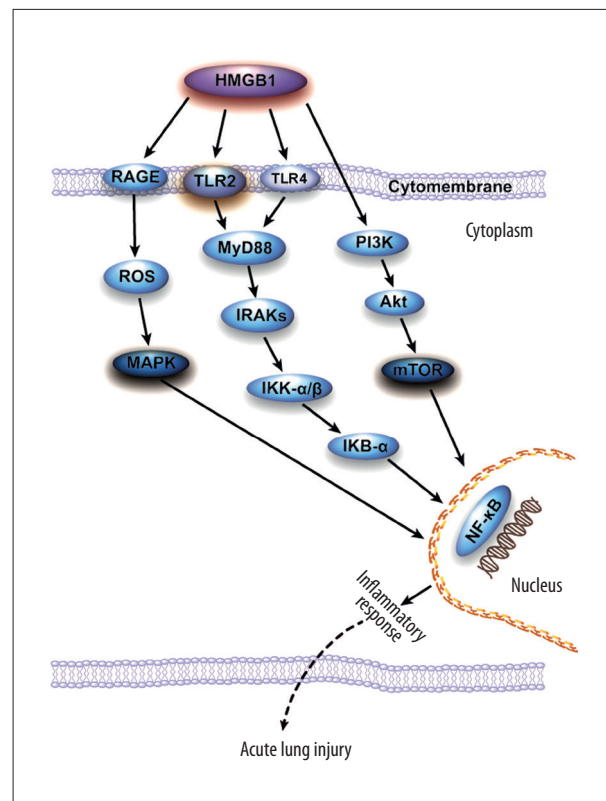 HMGB1
RAGE
TLR2
TLR4
Cytomembrane
Cytoplasm
MyD88
PI3K
ROS
Akt
IRAKs
MAPK
mTOR
IKK-α/β
IKB-α
NF-κB
Nucleus
Inflammatory
response
Acute lung injury